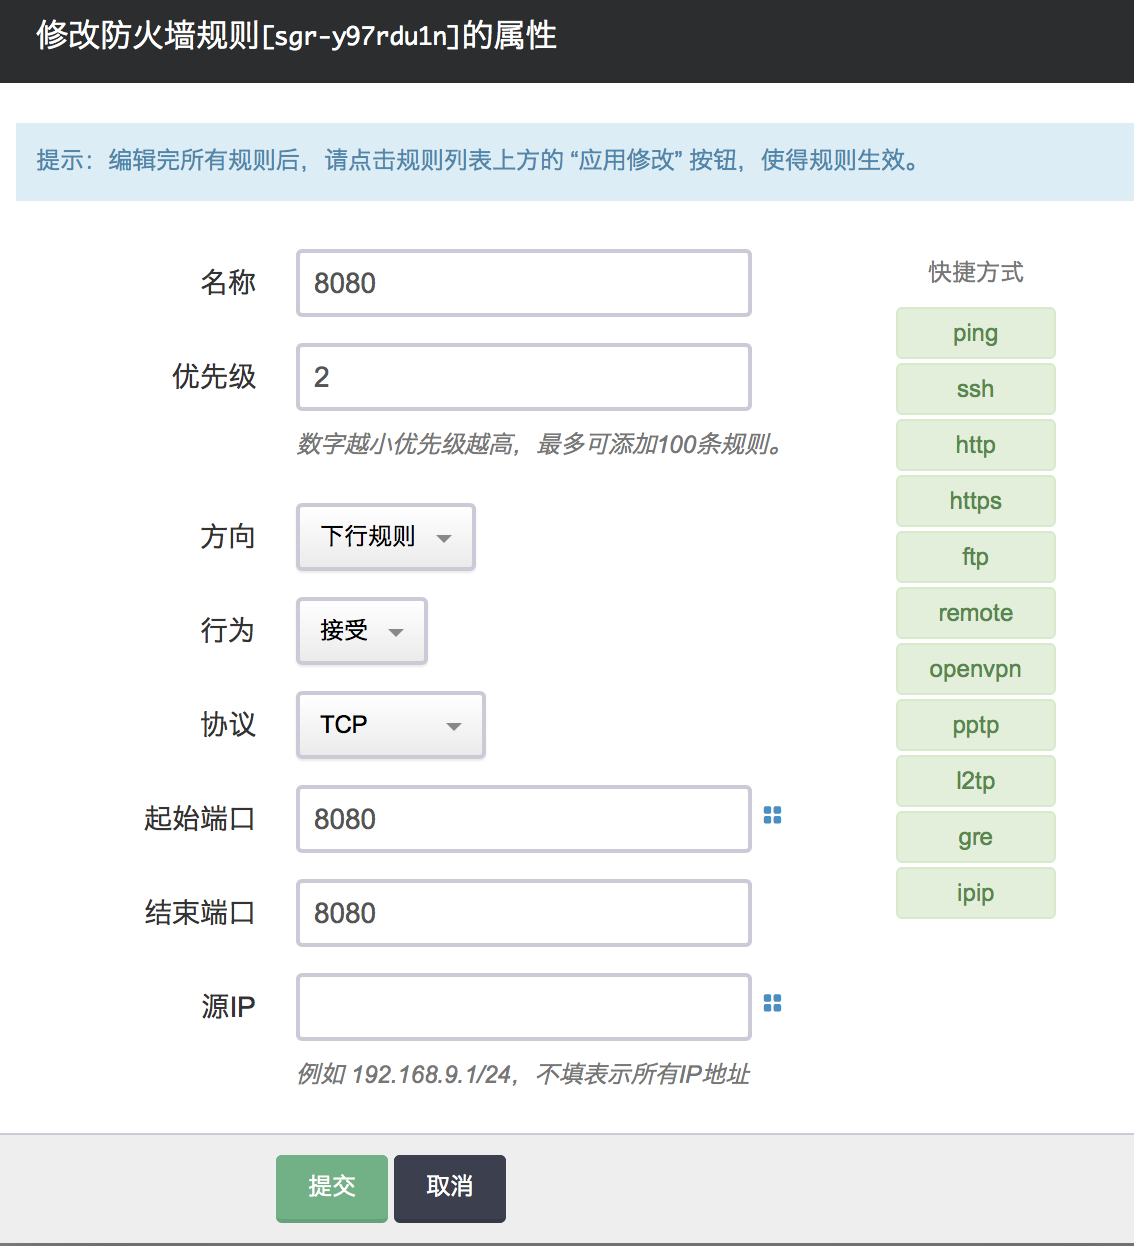 修改防火墙规则[sgr-y97rdu1n]的属性
提示：编辑完所有规则后，请点击规则列表上方的 “应用修改” 按钮，使得规则生效。
名称 8080
优先级 2
数字越小优先级越高，最多可添加100条规则。
方向 下行规则
行为 接受
协议 TCP
起始端口 8080
结束端口 8080
源IP
例如 192.168.9.1/24，不填表示所有IP地址
快捷方式
ping
ssh
http
https
ftp
remote
openvpn
pptp
l2tp
gre
ipip
提交 取消